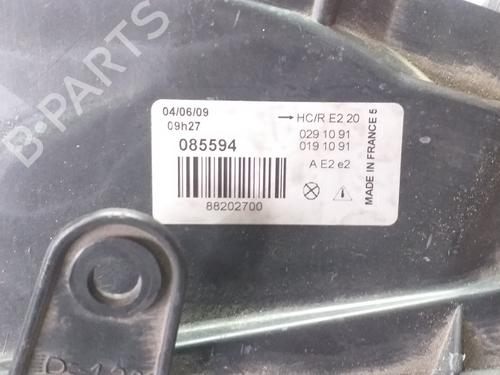 B-PARTS
04/06/09
09h27
085594
88202700
→HC/R E2 20
029 10 91
019 10 91
A E2 e2
MADE IN FRANCE 5